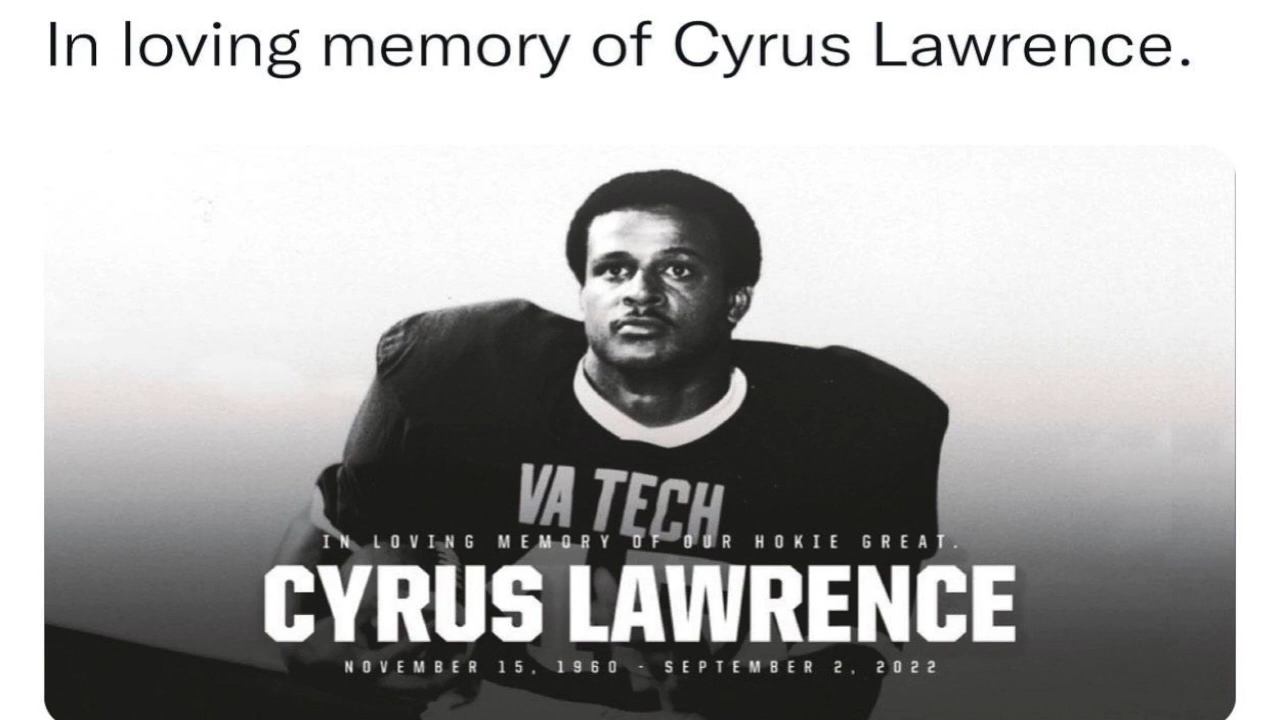 In loving memory of Cyrus Lawrence.
VA TECH
IN LOVING MEMORY OF OUR HOKIE GREAT.
CYRUS LAWRENCE
NOVEMBER 15, 1960 - SEPTEMBER 2, 2022